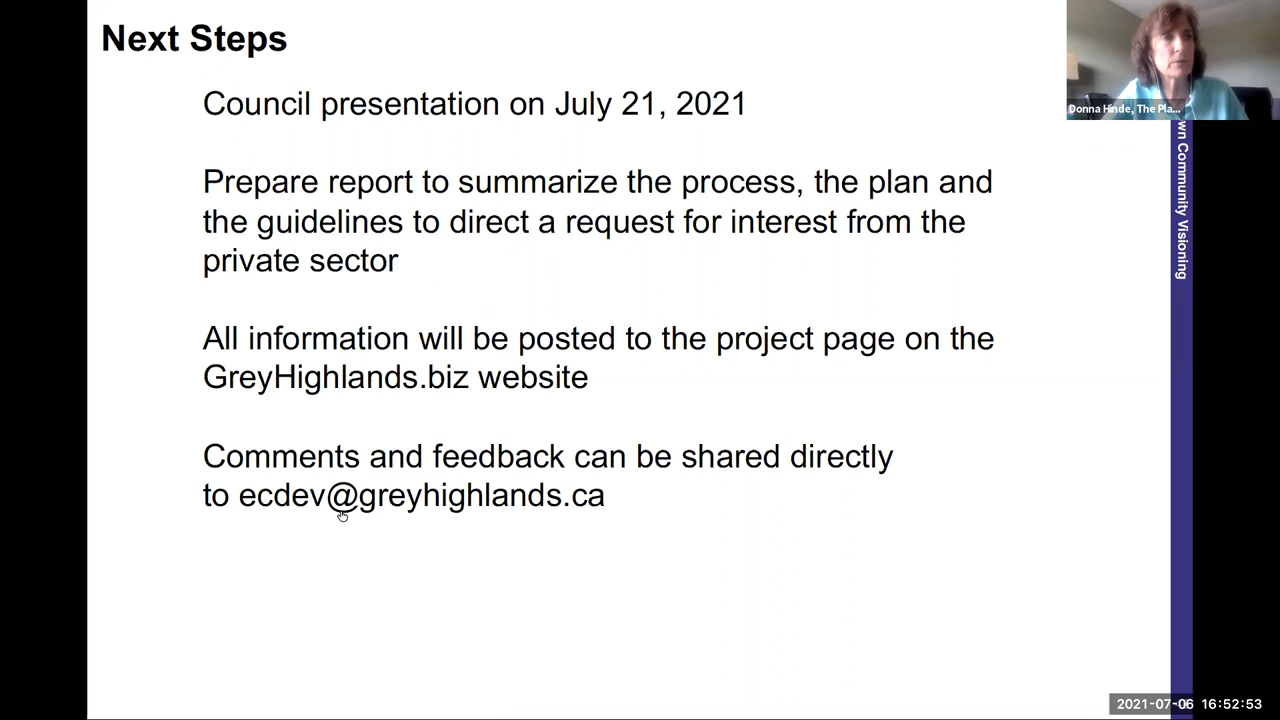 Next Steps
Council presentation on July 21, 2021
Prepare report to summarize the process, the plan and
the guidelines to direct a request for interest from the
private sector
All information will be posted to the project page on the
GreyHighlands.biz website
Comments and feedback can be shared directly
to ecdev@greyhighlands.ca
Donna Hinde, The Pla...
Community Visioning
2021-07-06 16:52:53